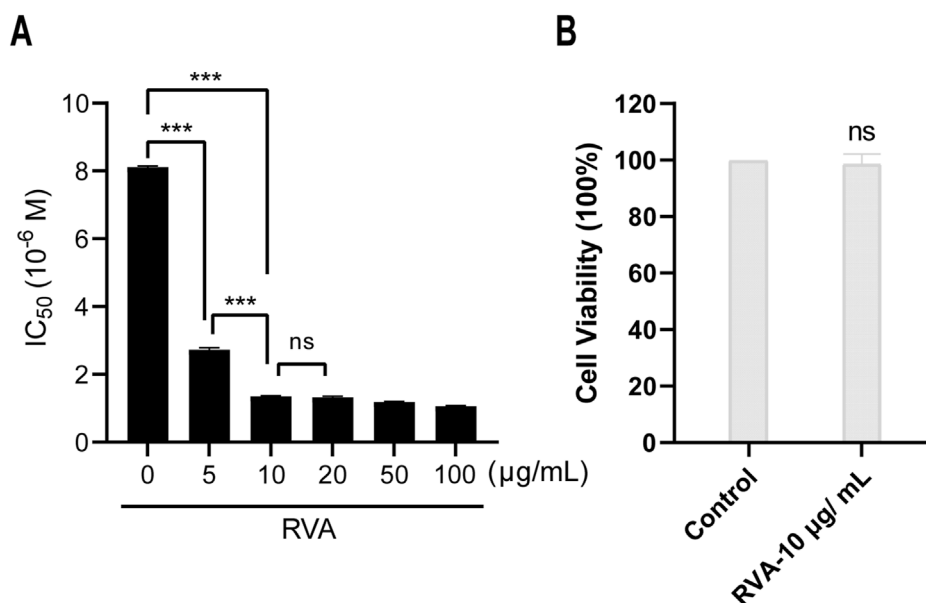 A
***
***
***
ns
IC50 (10-6 M)
10
8
6
4
2
0
0 5 10 20 50 100 (µg/mL)
RVA
B
ns
Cell Viability (100%)
120
100
80
60
40
20
0
Control
RVA-10 µg/ mL